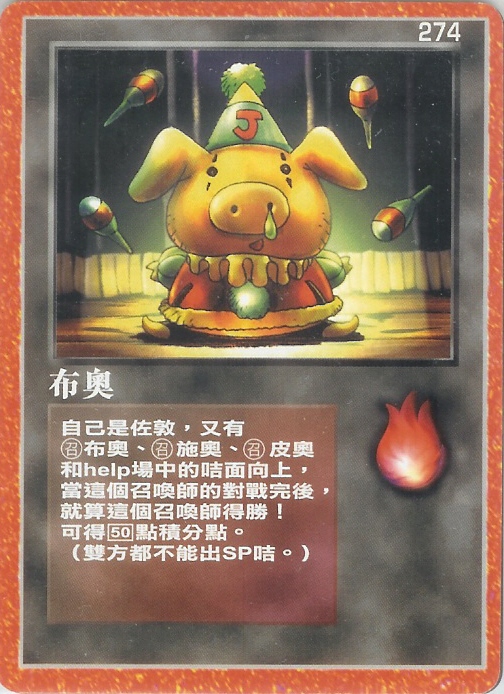 274
J
布奧
自己是佐敦，又有
㊐布奧、㊐施奧、㊐皮奧
和help場中的咭面向上，
當這個召喚師的對戰完後，
就算這個召喚師得勝！
可得50點積分點。
（雙方都不能出SP咭。）